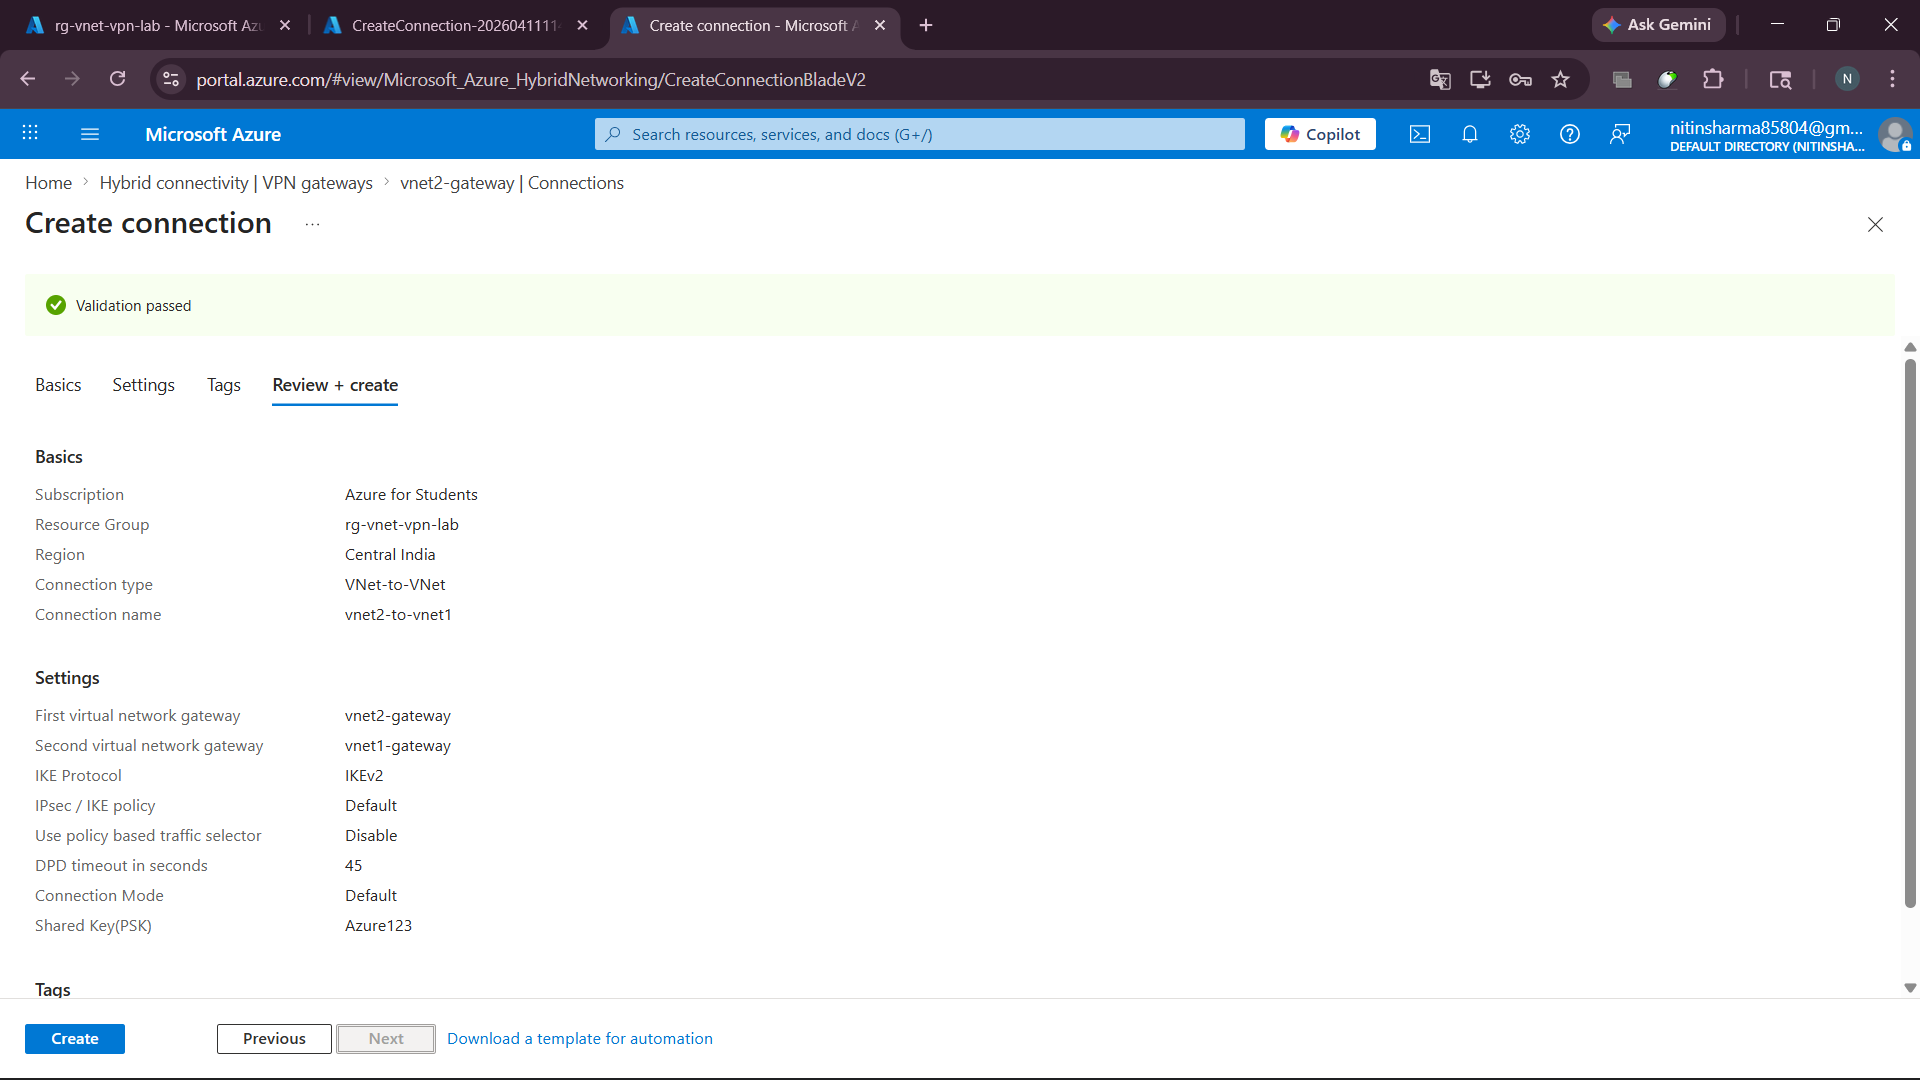 rg-vnet-vpn-lab - Microsoft Az
CreateConnection-20260411114
Create connection - Microsoft A
Ask Gemini
portal.azure.com/#view/Microsoft_Azure_HybridNetworking/CreateConnectionBladeV2
N
Microsoft Azure
Search resources, services, and docs (G+/)
Copilot
nitinsharma85804@gm...
DEFAULT DIRECTORY (NITINSHA...
Home > Hybrid connectivity | VPN gateways > vnet2-gateway | Connections
Create connection ...
Validation passed
Basics Settings Tags Review + create
Basics
Subscription Azure for Students
Resource Group rg-vnet-vpn-lab
Region Central India
Connection type VNet-to-VNet
Connection name vnet2-to-vnet1
Settings
First virtual network gateway vnet2-gateway
Second virtual network gateway vnet1-gateway
IKE Protocol IKEv2
IPsec / IKE policy Default
Use policy based traffic selector Disable
DPD timeout in seconds 45
Connection Mode Default
Shared Key(PSK) Azure123
Tags
Create Previous Next Download a template for automation